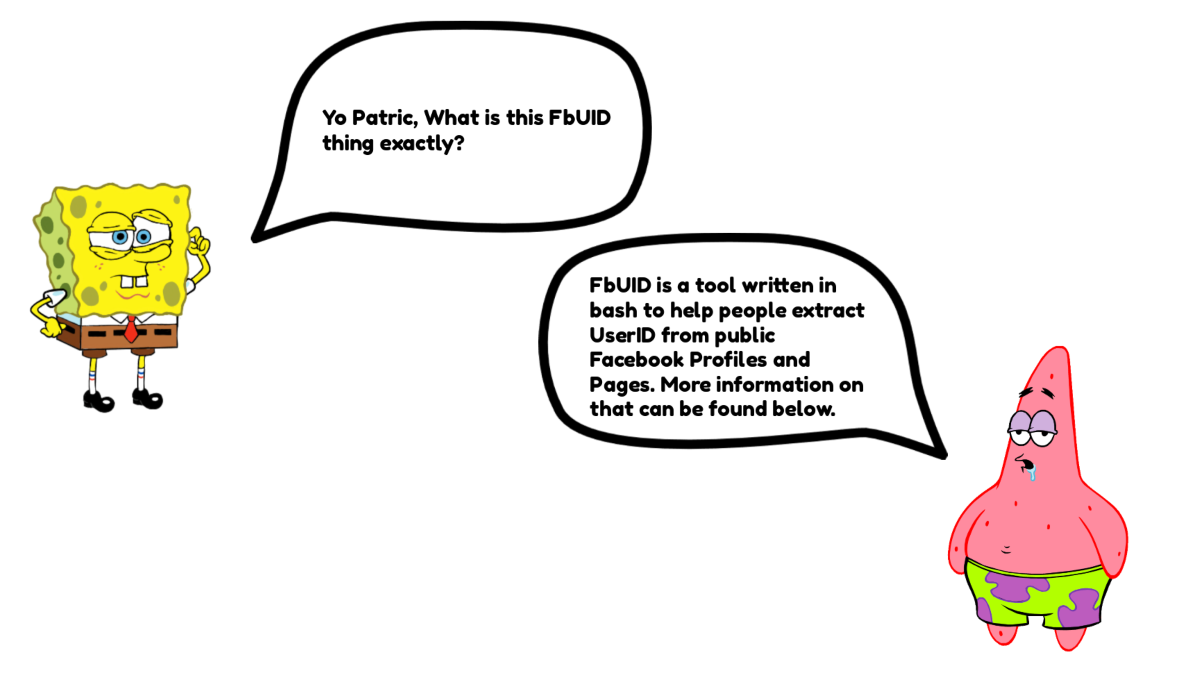 Yo Patric, What is this FbUID
thing exactly?
FbUID is a tool written in
bash to help people extract
UserID from public
Facebook Profiles and
Pages. More information on
that can be found below.